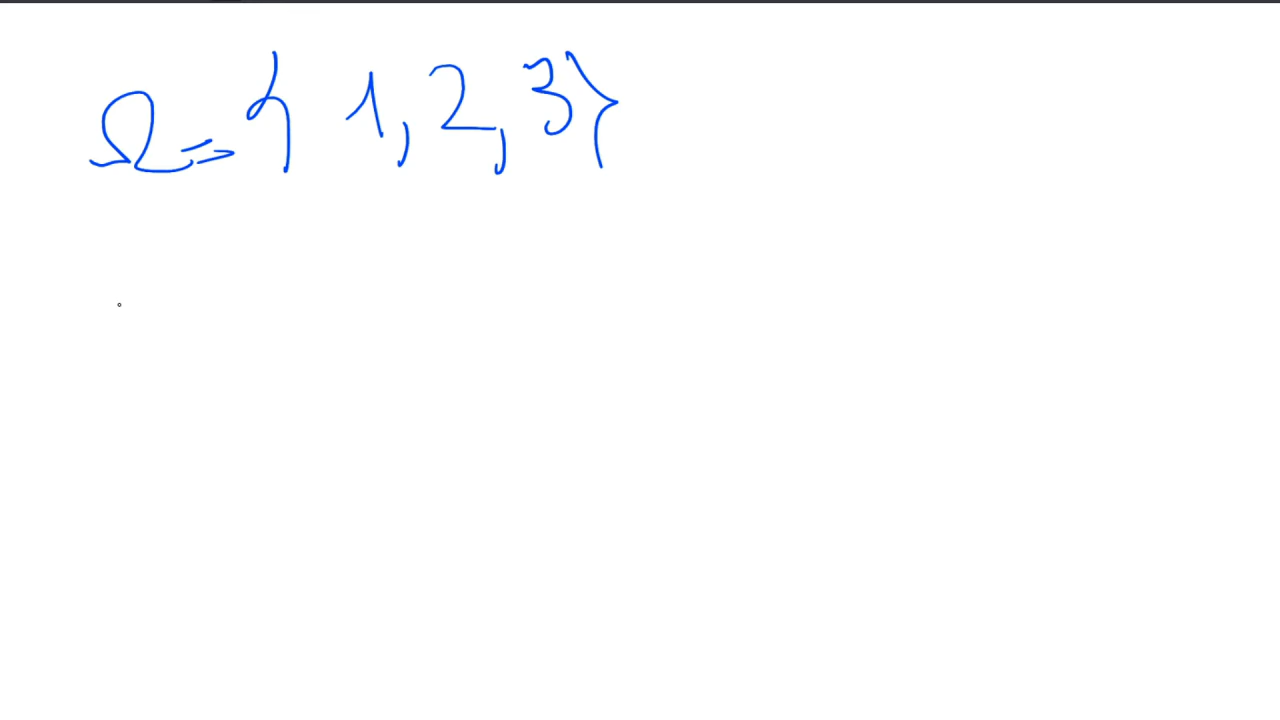 Ω = { 1, 2, 3}